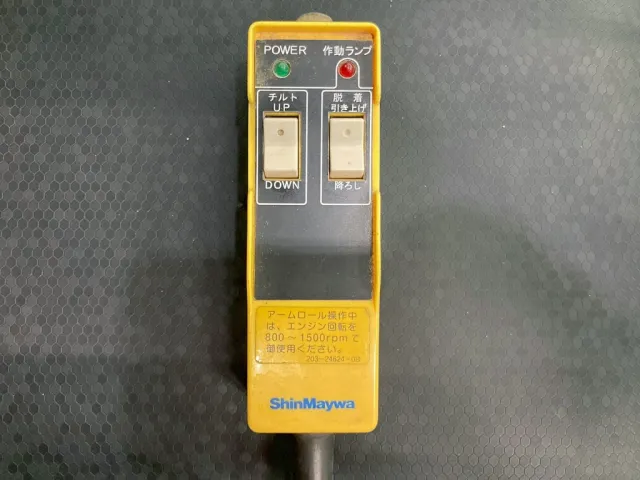 POWER 作動ランプ
チルト 脱着
UP 引き上げ
DOWN 降ろし
アームロール操作中
は、エンジン回転を
800～1500rpmで
御使用ください。
ShinMaywa